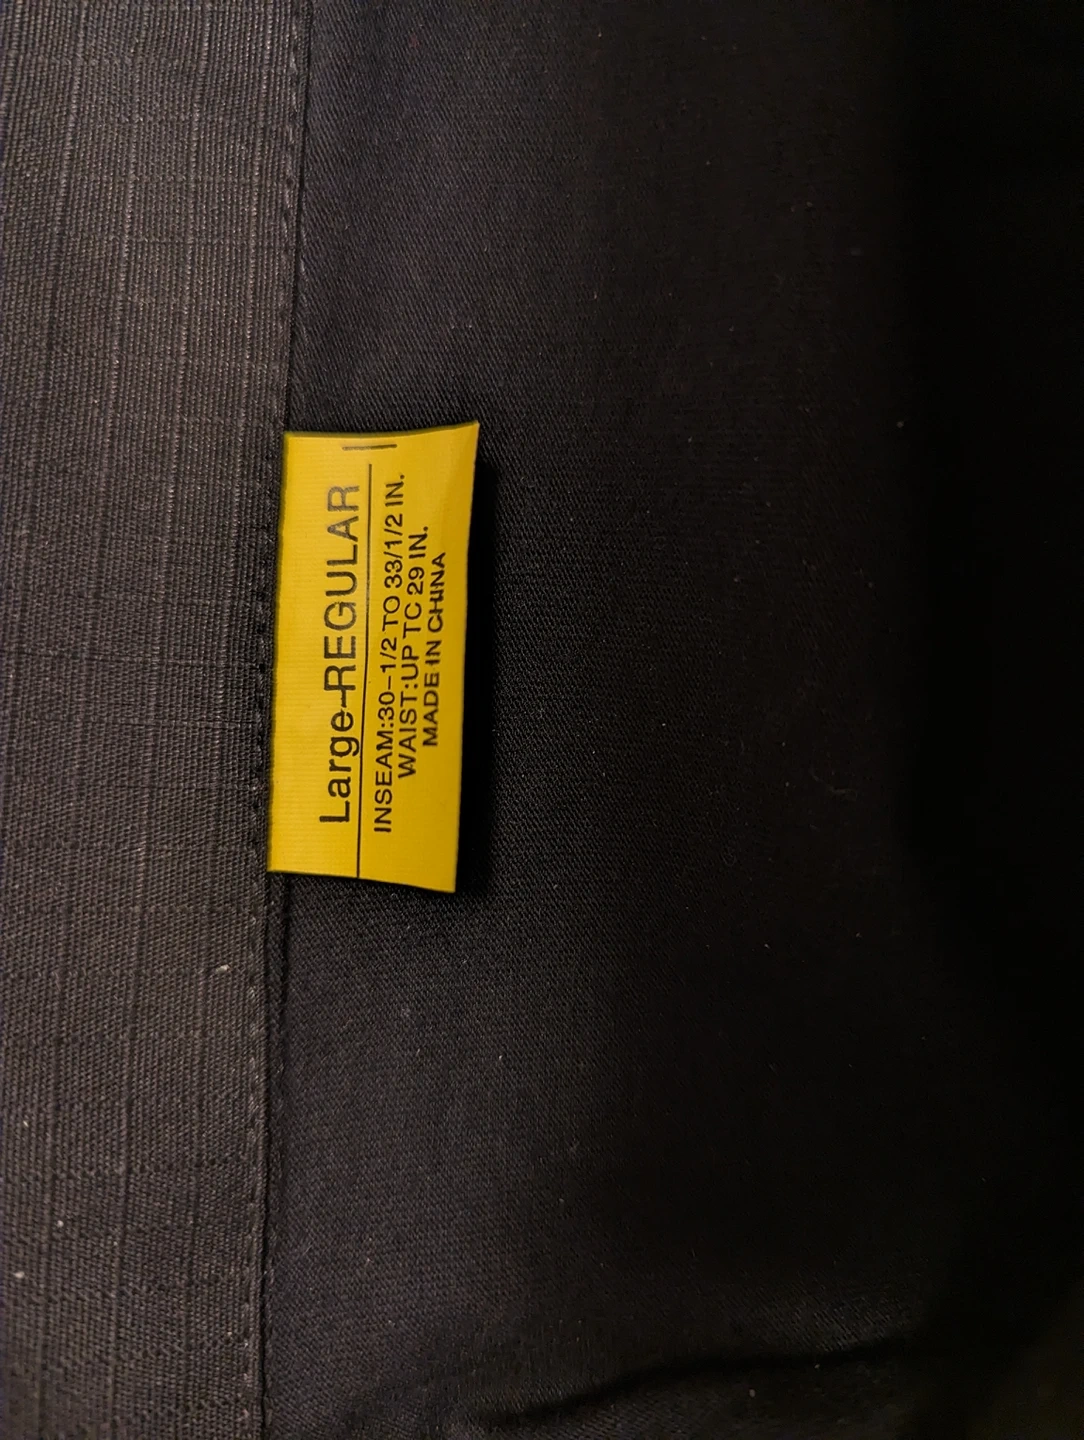 Large-REGULAR
INSEAM:30-1/2 TO 33/1/2 IN.
WAIST:UP TC 29 IN.
MADE IN CHINA